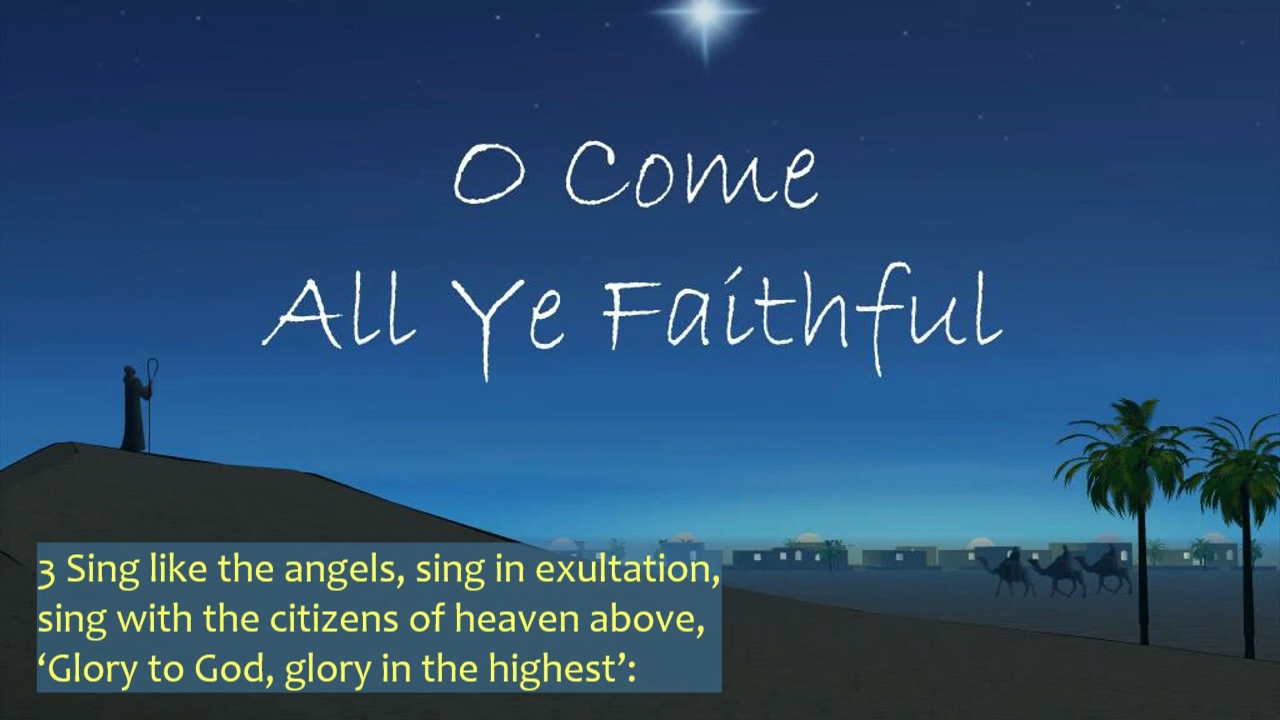 O Come
All Ye Faithful
3 Sing like the angels, sing in exultation,
sing with the citizens of heaven above,
‘Glory to God, glory in the highest’: